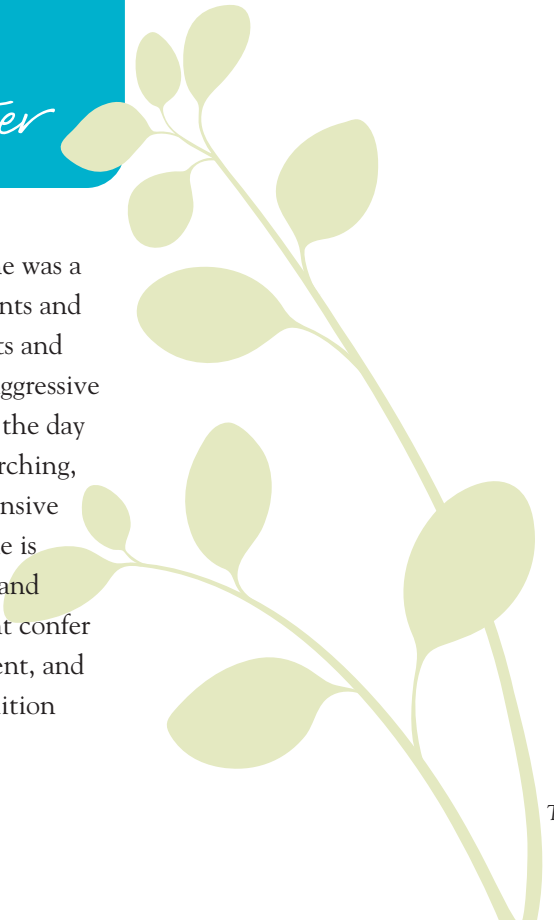 er
e was a
nts and
ts and
ggressive
the day
rching,
nsive
e is
and
t confer
ent, and
ition
T